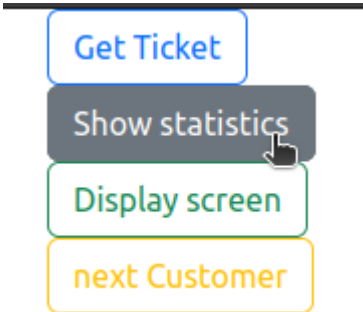 Get Ticket
Show statistics
Display screen
next Customer